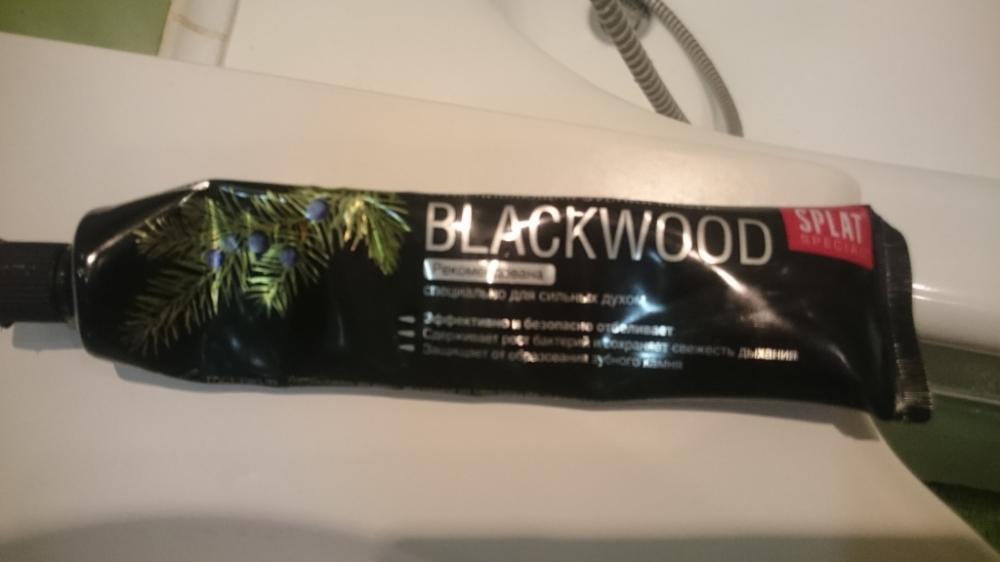 BLACKWOOD
SPLAT
SPECIAL
Рекомендована
специально для сильных духом
Эффективно и безопасно отбеливает
Сдерживает рост бактерий и сохраняет свежесть дыхания
Защищает от образования зубного камня